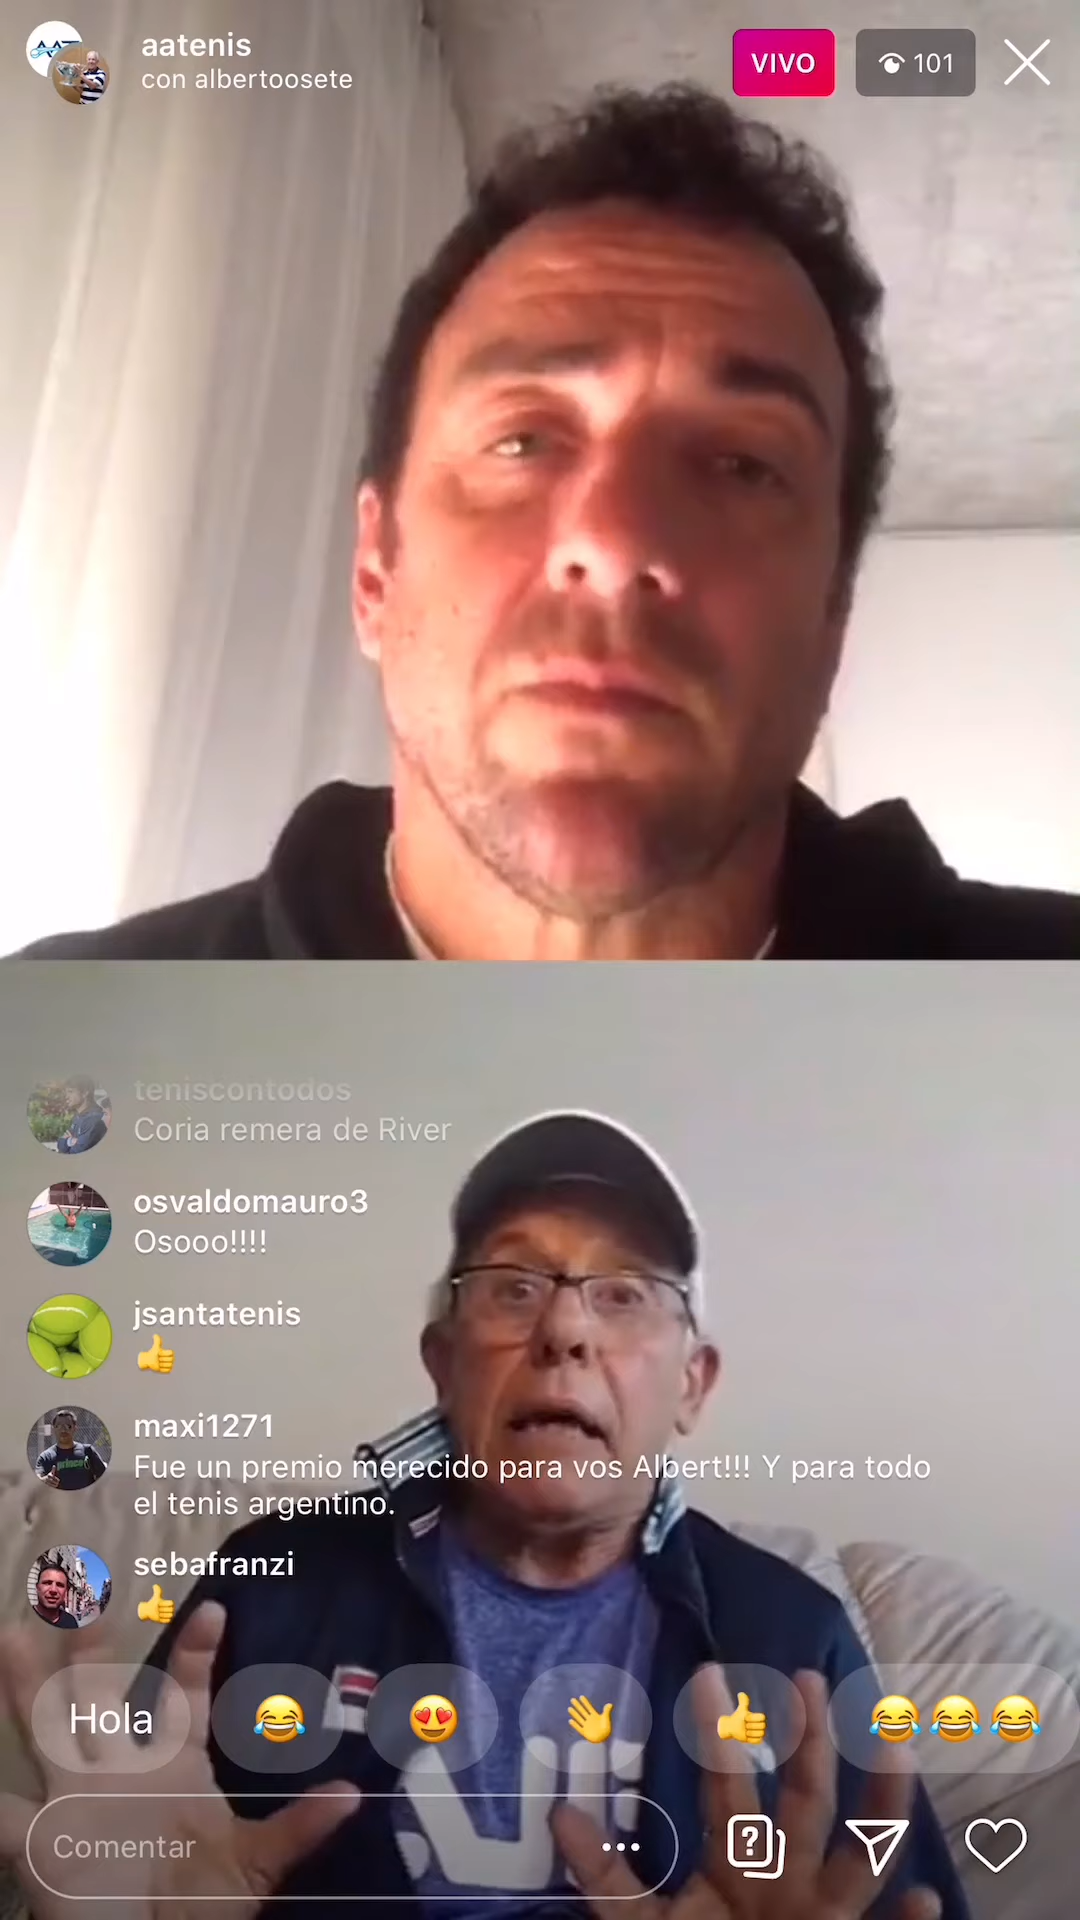 aatenis
con albertoosete
VIVO
101
teniscontodos
Coria remera de River
osvaldomauro3
Osooo!!!!
jsantatenis
maxi1271
Fue un premio merecido para vos Albert!!! Y para todo
el tenis argentino.
sebafranzi
Hola
Comentar